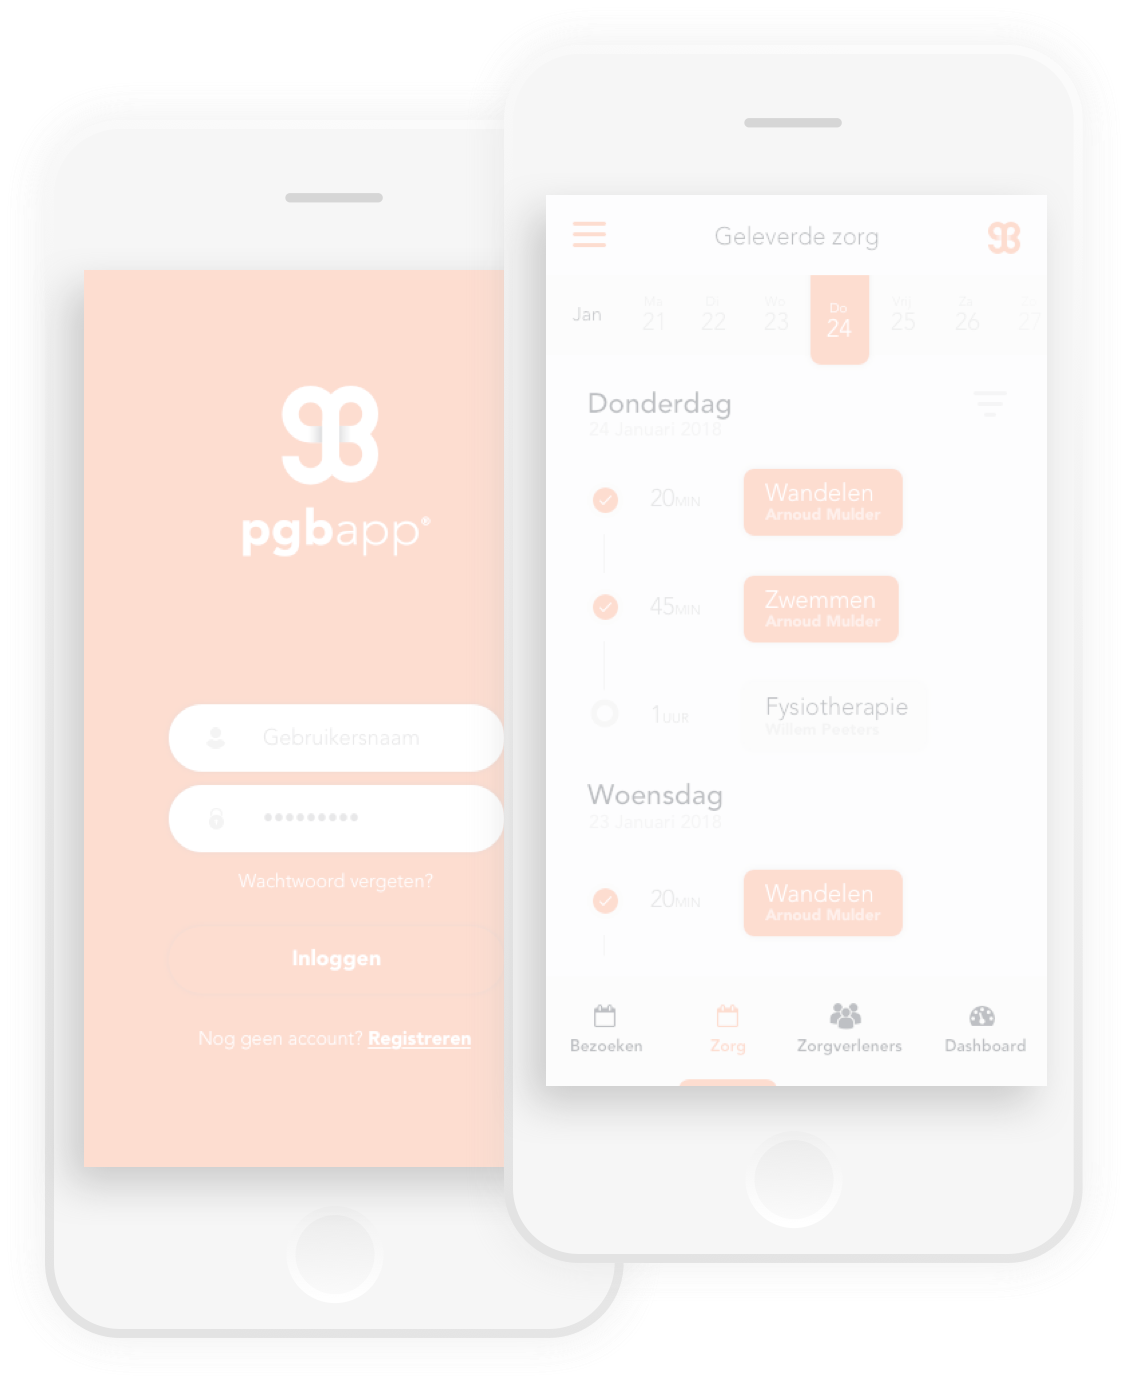 pgbapp®
Gebruikersnaam
•••••••••
Wachtwoord vergeten?
Inloggen
Nog geen account? Registreren
Geleverde zorg
Jan
Ma Di Wo Do Vrij Za
21 22 23 24 25 26 27
Donderdag
24 Januari 2018
20MIN
Wandelen
Arnoud Mulder
45MIN
Zwemmen
Arnoud Mulder
1UUR
Fysiotherapie
Willem Peeters
Woensdag
23 Januari 2018
20MIN
Wandelen
Arnoud Mulder
Bezoeken Zorg Zorgverleners Dashboard